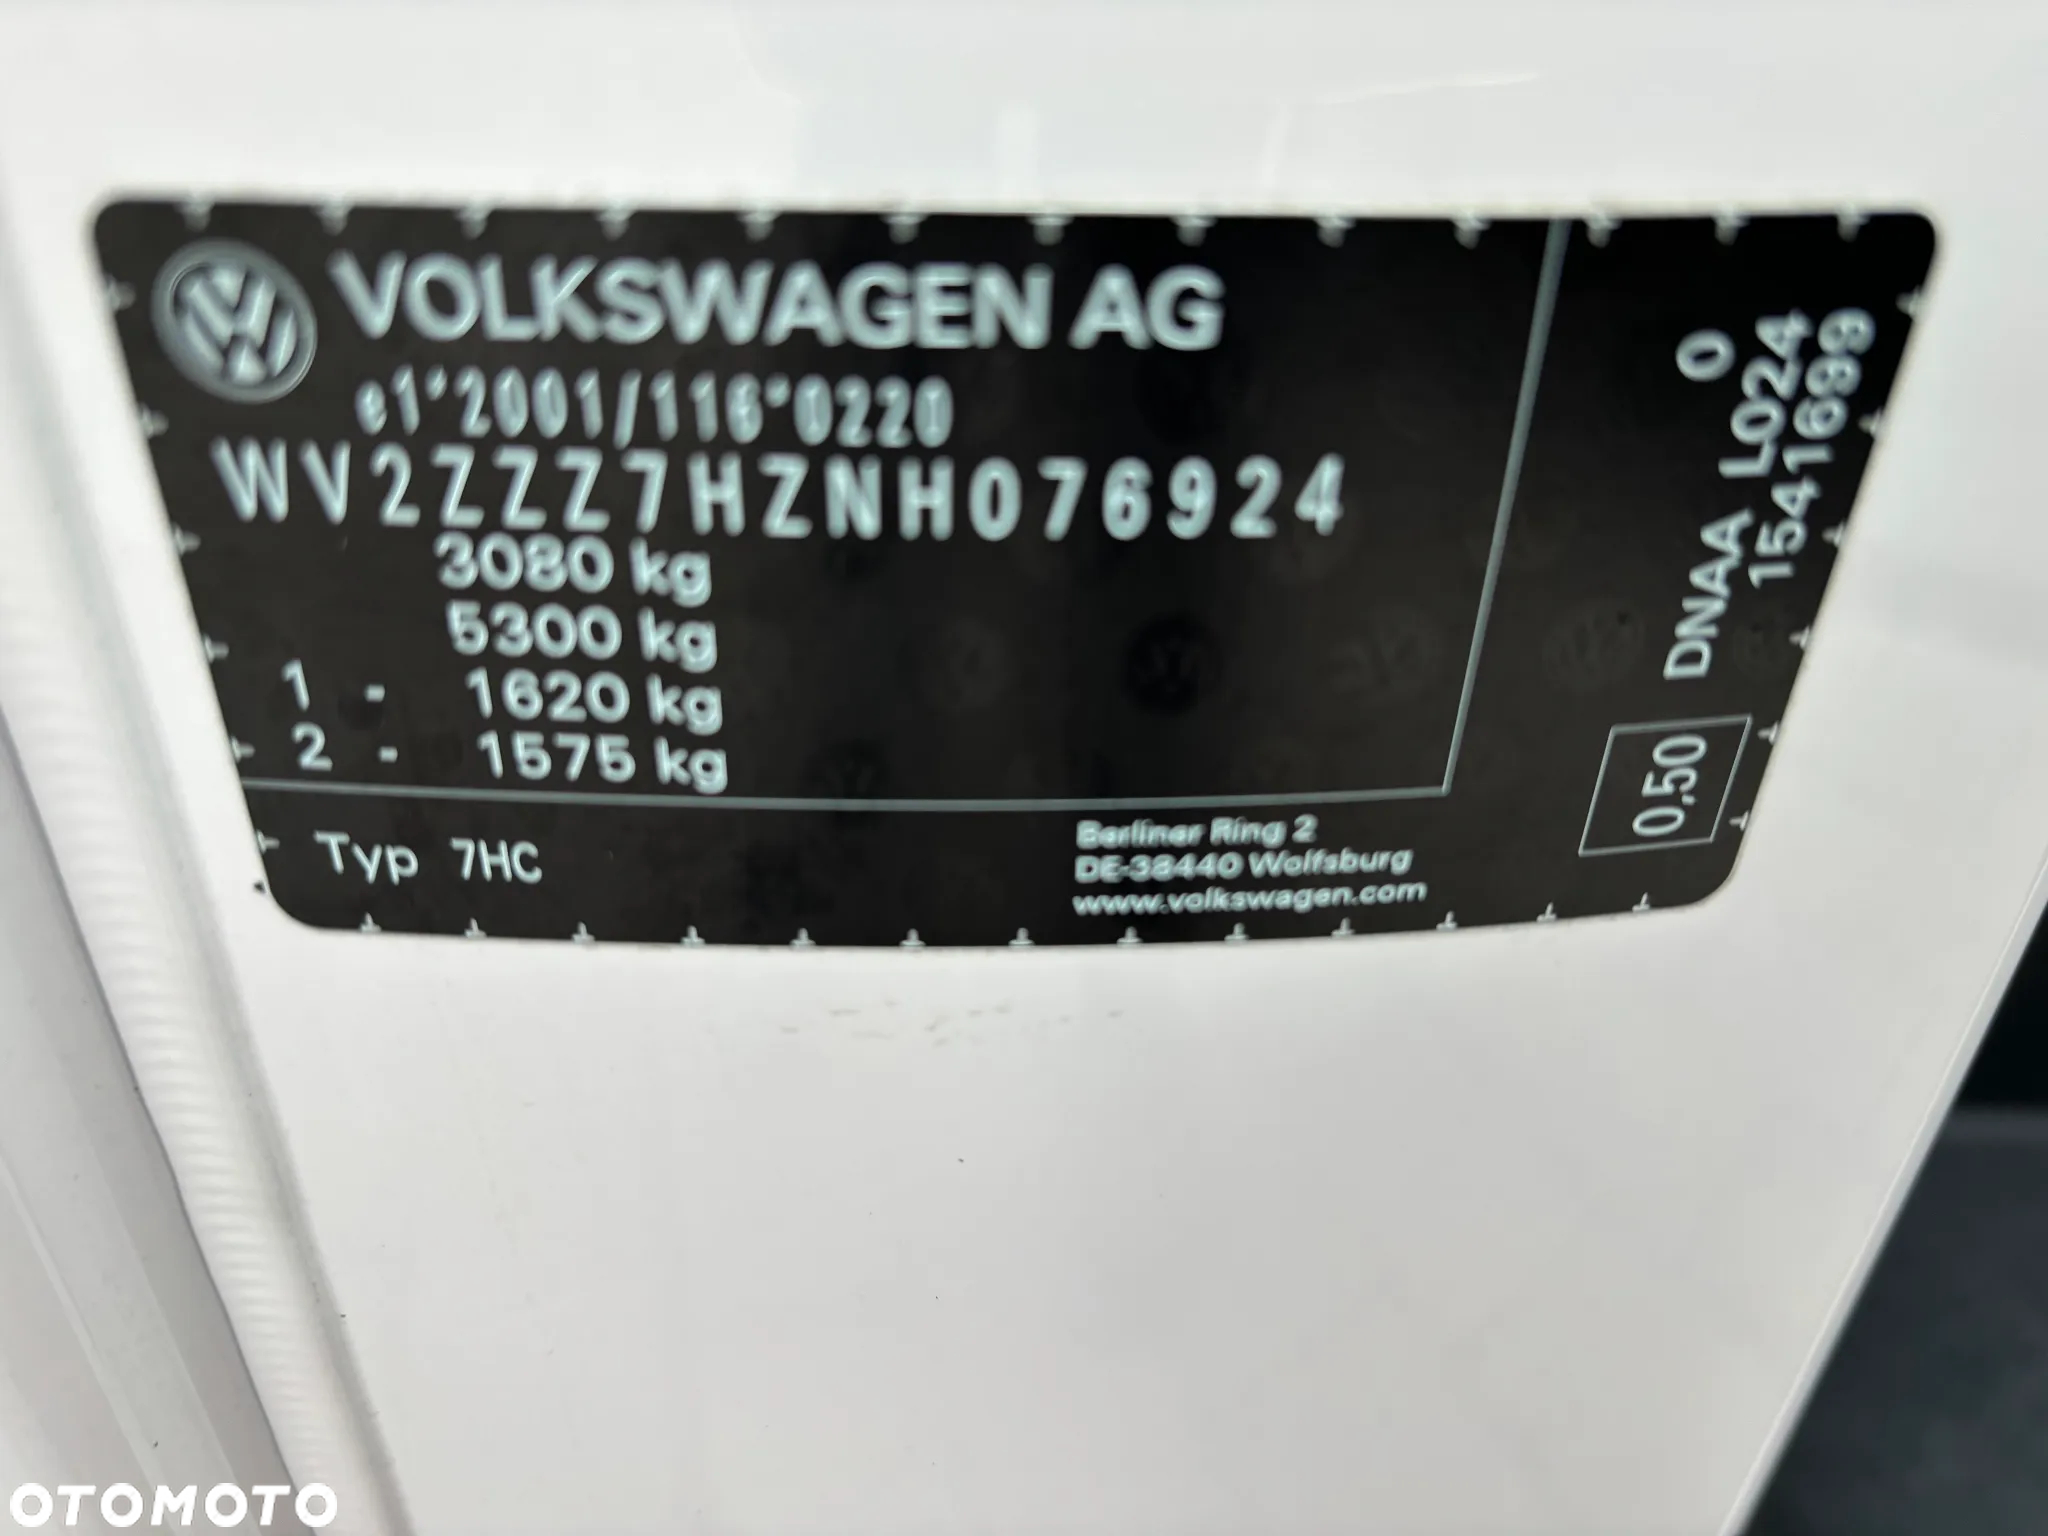 VOLKSWAGEN AG
e1*2001/116*0220
WV2ZZZ7HZNH076924
3080 kg
5300 kg
1 - 1620 kg
2 - 1575 kg
Typ 7HC
Berliner Ring 2
DE-38440 Wolfsburg
www.volkswagen.com
0
DNAA L024
1541699
0,50
OTOMOTO